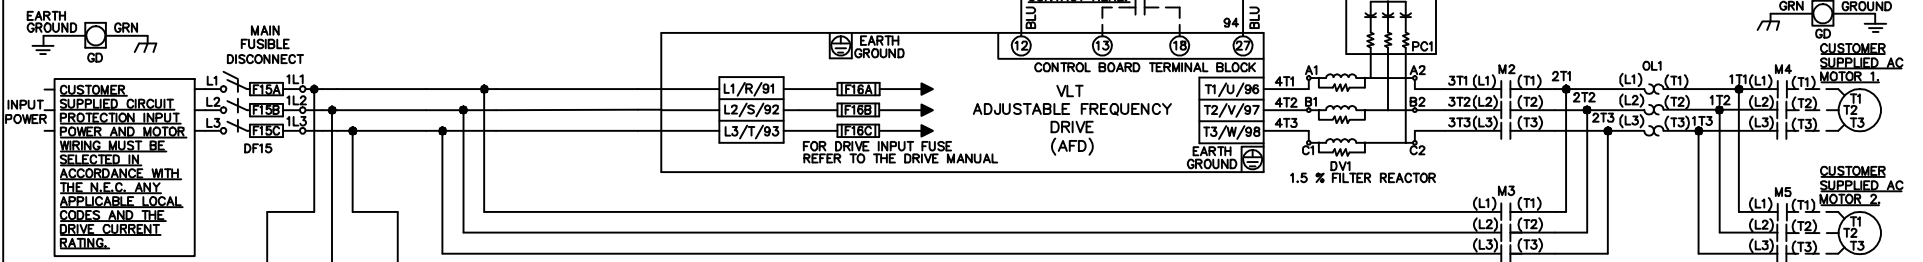 EARTH
GROUND
GRN
GD
MAIN
FUSIBLE
DISCONNECT
INPUT
POWER
CUSTOMER
SUPPLIED CIRCUIT
PROTECTION INPUT
POWER AND MOTOR
WIRING MUST BE
SELECTED IN
ACCORDANCE WITH
THE N.E.C. ANY
APPLICABLE LOCAL
CODES AND THE
DRIVE CURRENT
RATING.
L1
L2
L3
F15A
F15B
F15C
DF15
1L1
1L2
1L3
BLU
94
BLU
EARTH
GROUND
12
13
18
27
CONTROL BOARD TERMINAL BLOCK
L1/R/91
L2/S/92
L3/T/93
F16A
F16B
F16C
FOR DRIVE INPUT FUSE
REFER TO THE DRIVE MANUAL
VLT
ADJUSTABLE FREQUENCY
DRIVE
(AFD)
T1/U/96
T2/V/97
T3/W/98
EARTH
GROUND
4T1
4T2
4T3
PC1
A1
A2
B1
B2
C1
C2
DV1
1.5 % FILTER REACTOR
M2
3T1 (L1) (T1) 2T1
3T2(L2) (T2) 2T2
3T3(L3) (T3) 2T3
OL1
(L1) (T1) 1T1
(L2) (T2) 1T2
(L3) (T3) 1T3
M4
(L1) (T1)
(L2) (T2)
(L3) (T3)
GRN
GROUND
GD
CUSTOMER
SUPPLIED AC
MOTOR 1.
T1
T2
T3
M3
(L1) (T1)
(L2) (T2)
(L3) (T3)
M5
(L1) (T1)
(L2) (T2)
(L3) (T3)
CUSTOMER
SUPPLIED AC
MOTOR 2.
T1
T2
T3